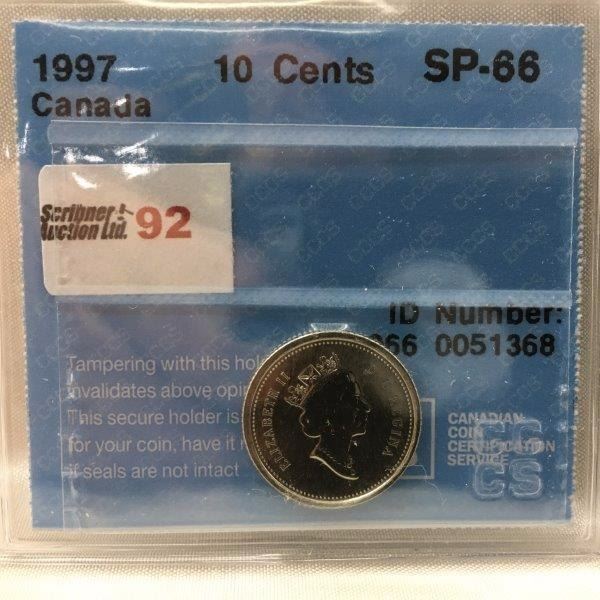 1997 10 Cents SP-66
Canada
Scribner
Auction Ltd. 92
ID Number:
066 0051368
Tampering with this hol
invalidates above opi
This secure holder is
for your coin, have it
if seals are not intact
ELIZABETH II D·G·REGINA
CANADIAN
COIN
CERTIFICATION
SERVICE
CCCS